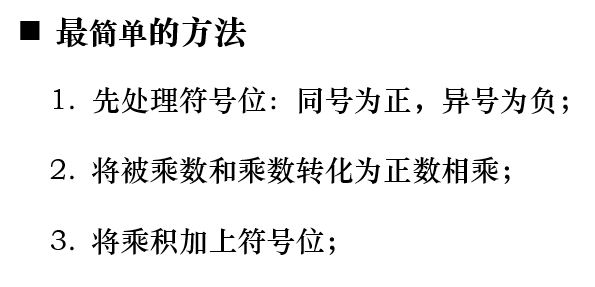 ■ 最简单的方法
1. 先处理符号位：同号为正，异号为负；
2. 将被乘数和乘数转化为正数相乘；
3. 将乘积加上符号位；